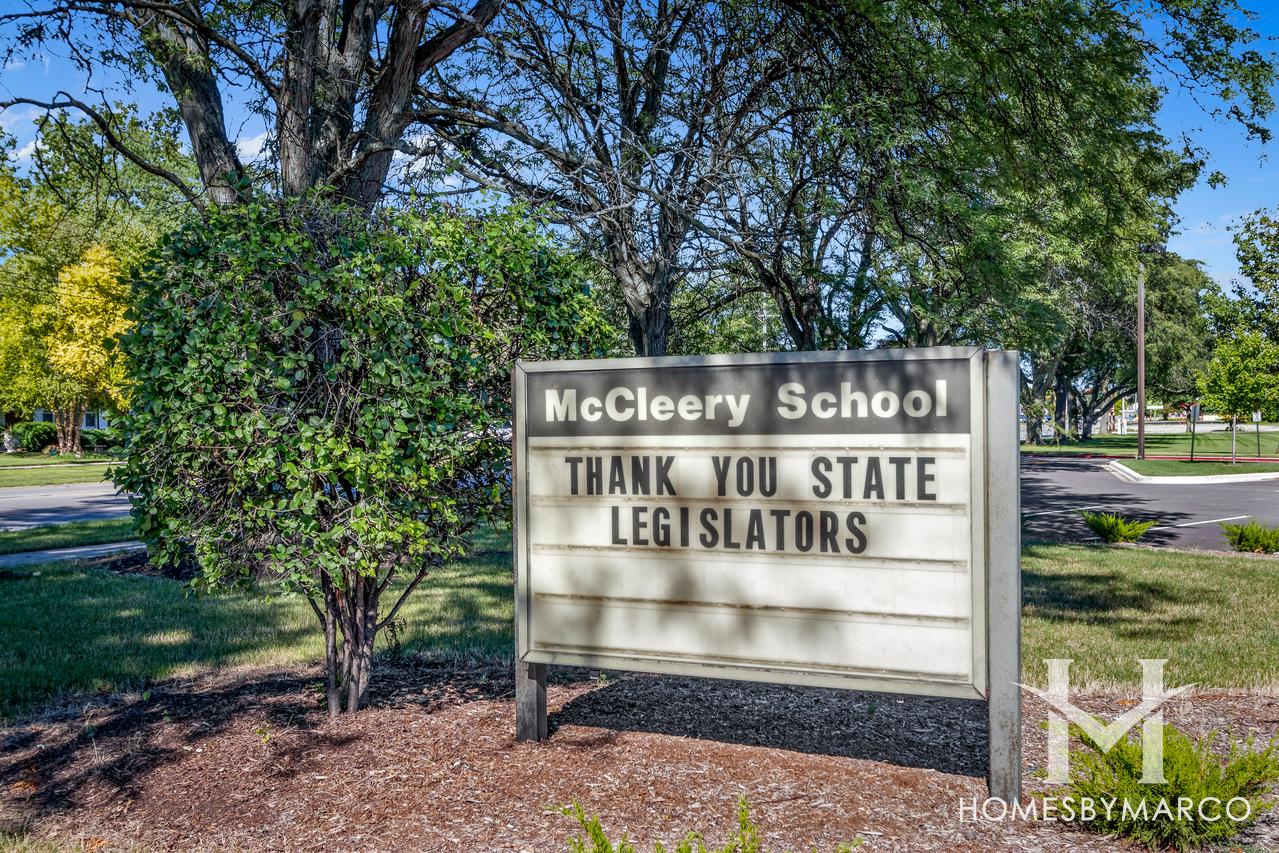 McCleery School
THANK YOU STATE
LEGISLATORS
HOMESBYMARCO